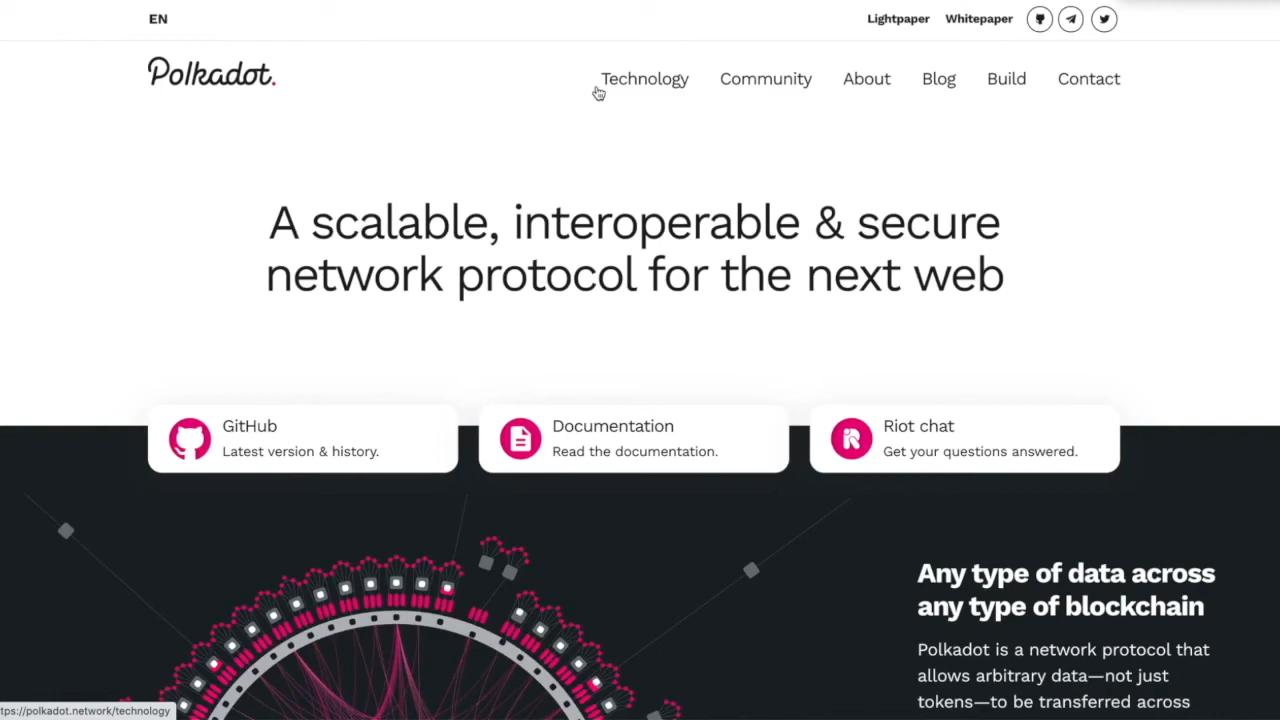 EN
Lightpaper Whitepaper
Polkadot.
Technology Community About Blog Build Contact
A scalable, interoperable & secure
network protocol for the next web
GitHub
Latest version & history.
Documentation
Read the documentation.
Riot chat
Get your questions answered.
Any type of data across
any type of blockchain
Polkadot is a network protocol that
allows arbitrary data—not just
tokens—to be transferred across
tps://polkadot.network/technology